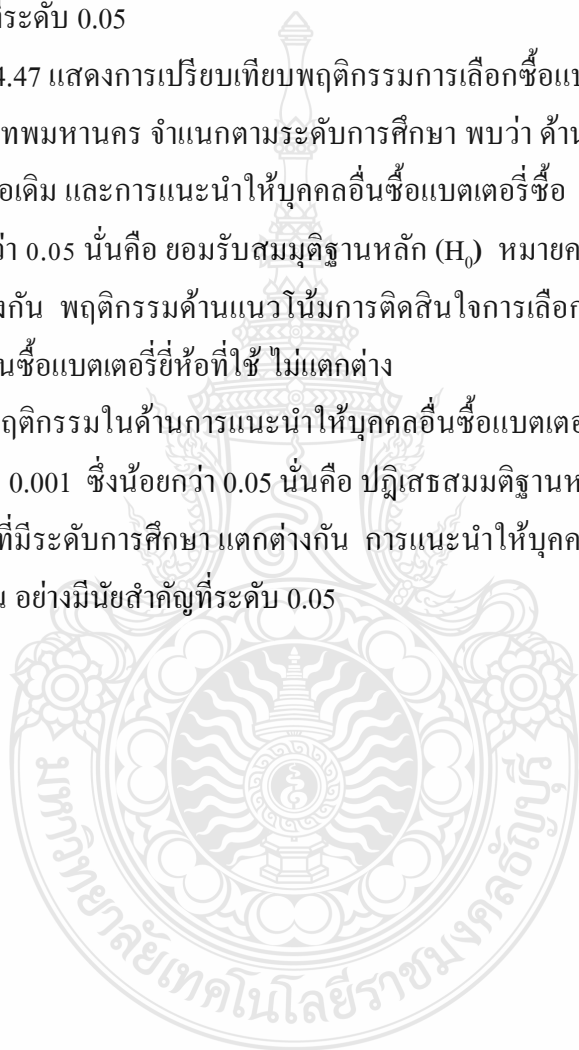 ที่ระดับ 0.05
4.47 แสดงการเปรียบเทียบพฤติกรรมการเลือกซื้อแบ
ทพมหานคร จำแนกตามระดับการศึกษา พบว่า ด้าน
อเดิม และการแนะนำให้บุคคลอื่นซื้อแบตเตอรี่ซื้อ
ว่า 0.05 นั่นคือ ยอมรับสมมุติฐานหลัก (H0) หมายค
งกัน พฤติกรรมด้านแนวโน้มการติดสินใจการเลือก
นซื้อแบตเตอรี่ยี่ห้อที่ใช้ ไม่แตกต่าง
ฤติกรรมในด้านการแนะนำให้บุคคลอื่นซื้อแบตเตอ
0.001 ซึ่งน้อยกว่า 0.05 นั่นคือ ปฎิเสธสมมติฐานห
ที่มีระดับการศึกษา แตกต่างกัน การแนะนำให้บุคค
น อย่างมีนัยสำคัญที่ระดับ 0.05
มหาวิทยาลัยเทคโนโลยีราชมงคลธัญบุรี